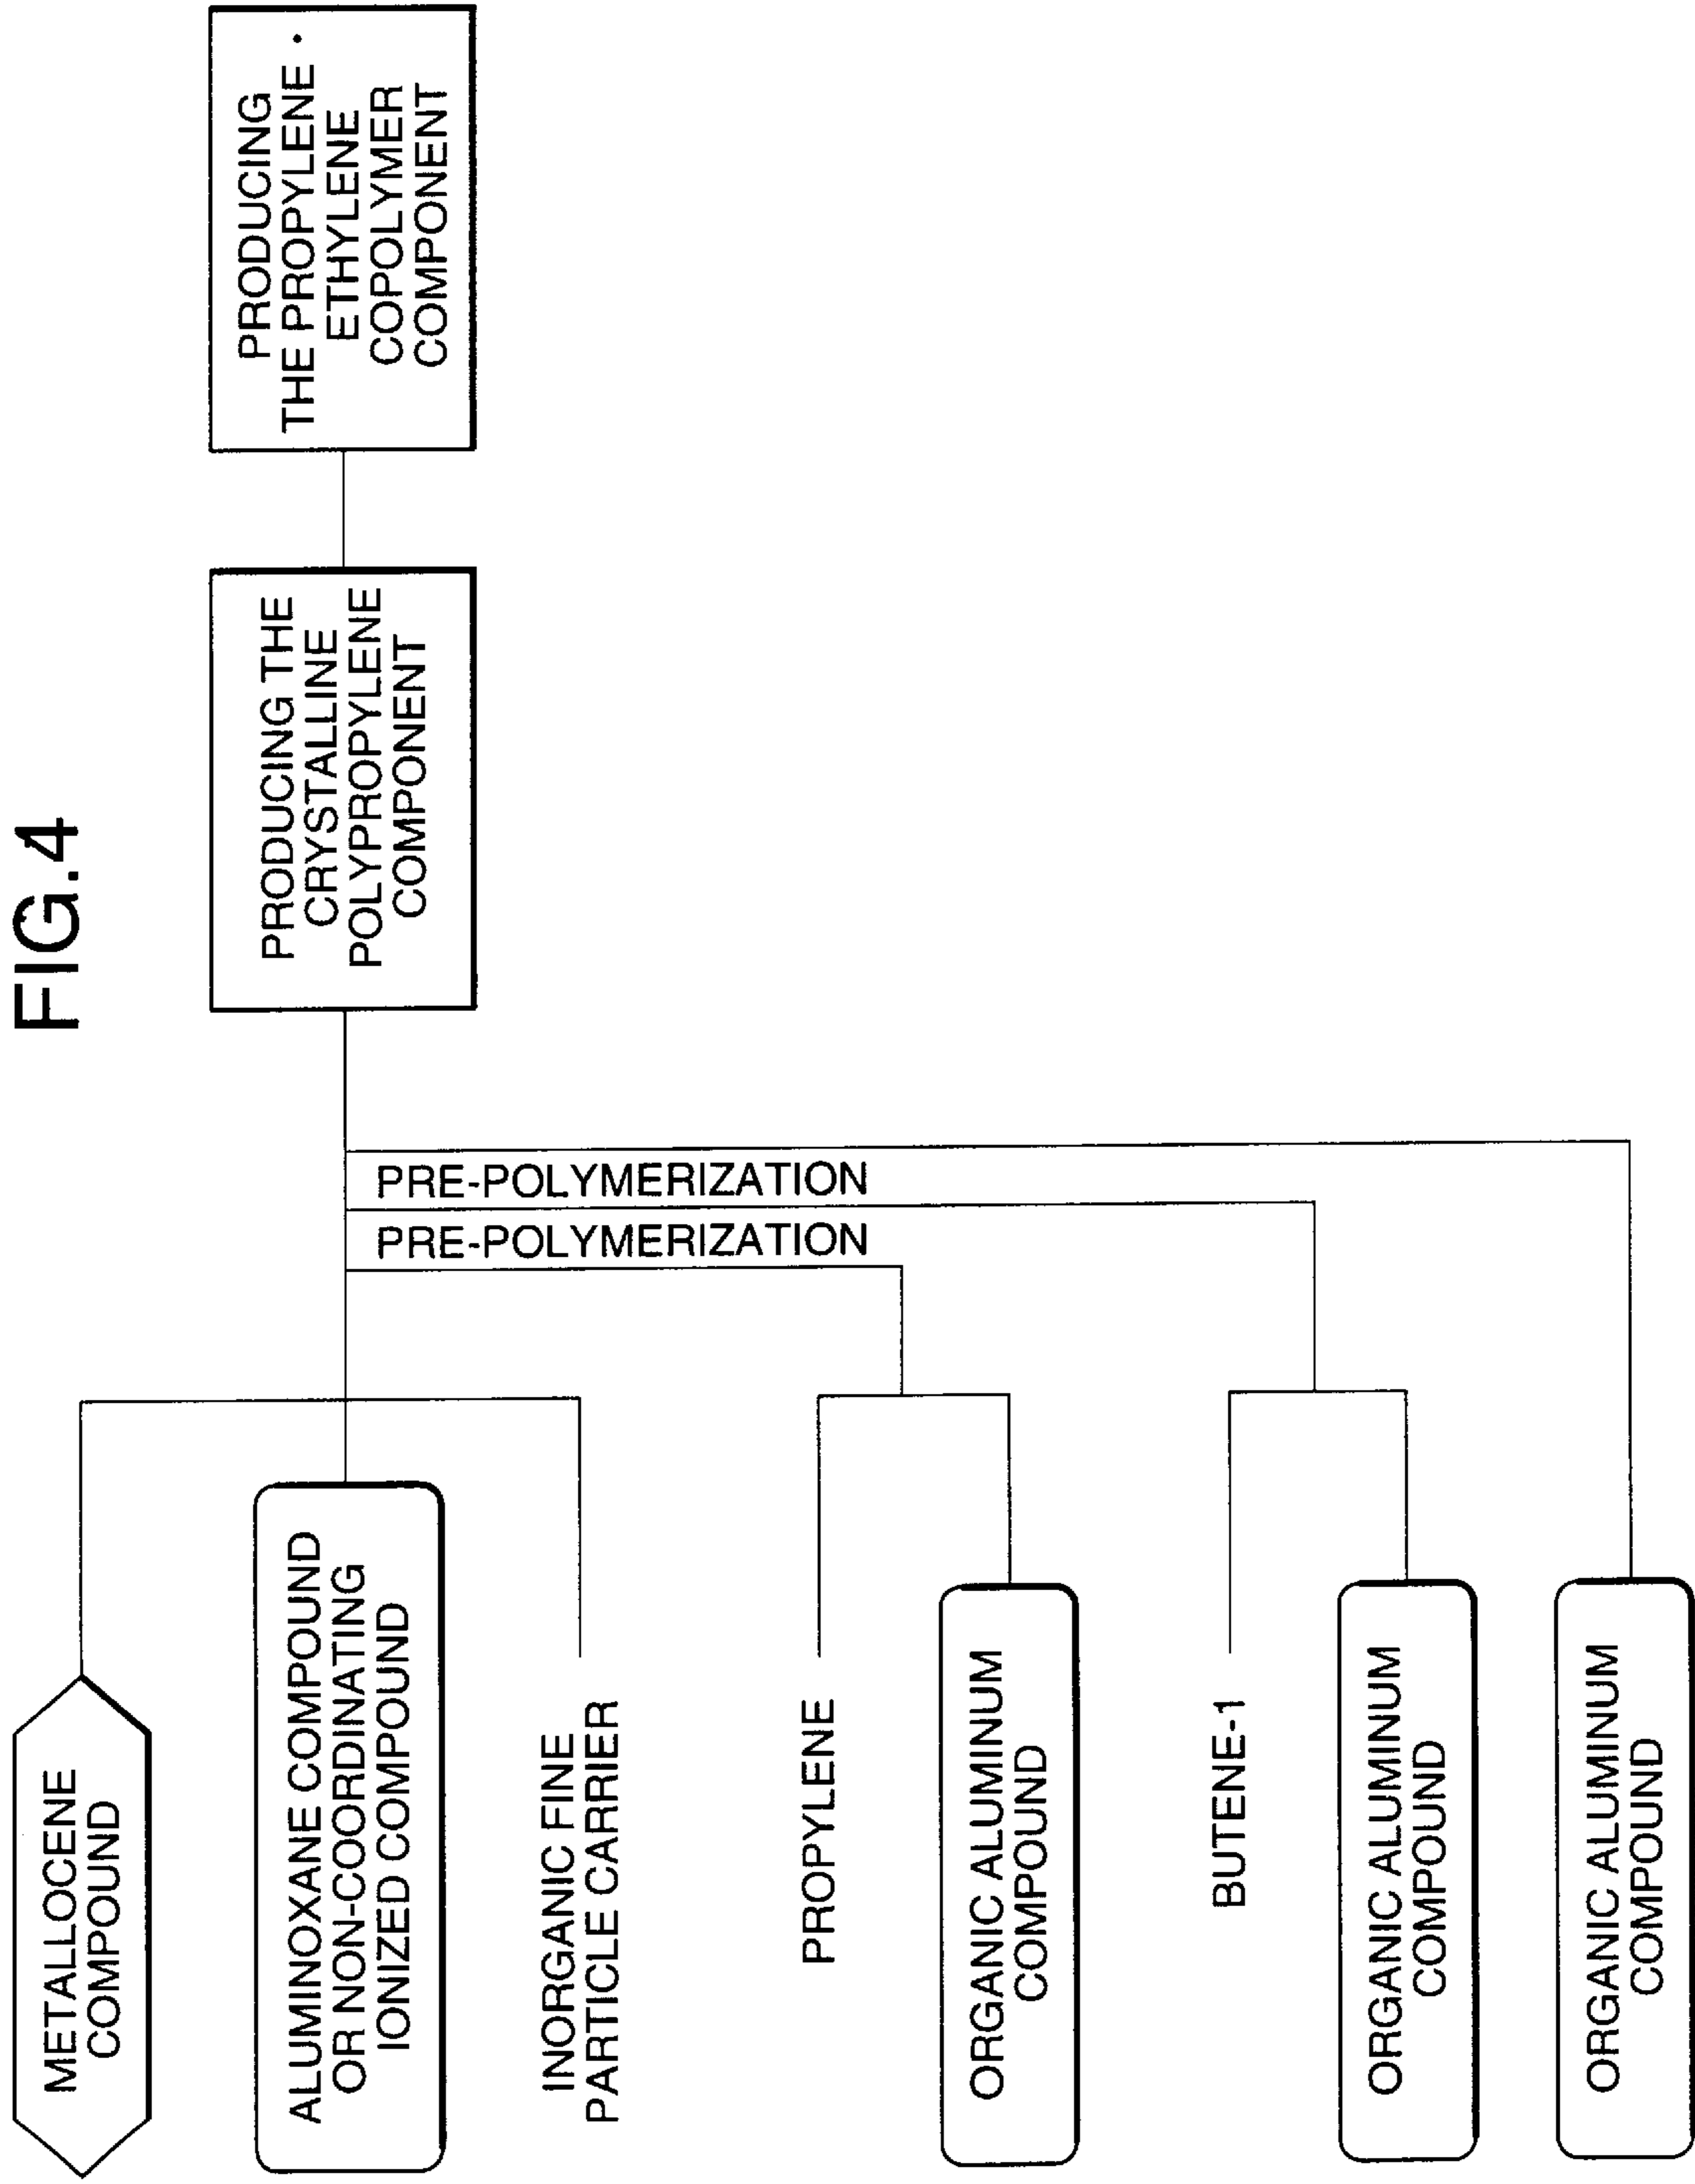 FIG.4
METALLOCENE
COMPOUND
ALUMINOXANE COMPOUND
OR NON-COORDINATING
IONIZED COMPOUND
INORGANIC FINE
PARTICLE CARRIER
PROPYLENE
ORGANIC ALUMINUM
COMPOUND
BUTENE-1
ORGANIC ALUMINUM
COMPOUND
ORGANIC ALUMINUM
COMPOUND
PRE-POLYMERIZATION
PRE-POLYMERIZATION
PRODUCING THE
CRYSTALLINE
POLYPROPYLENE
COMPONENT
PRODUCING
THE PROPYLENE ·
ETHYLENE
COPOLYMER
COMPONENT